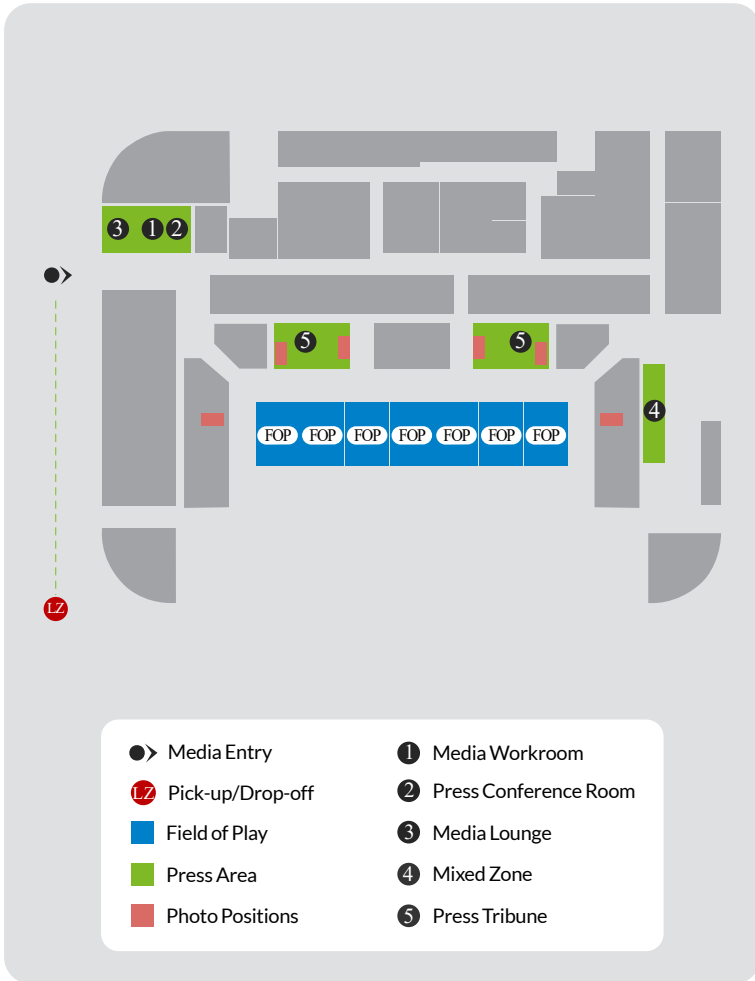 3 1 2
5 5
4
FOP FOP FOP FOP FOP FOP FOP
LZ
Media Entry
LZ Pick-up/Drop-off
Field of Play
Press Area
Photo Positions
1 Media Workroom
2 Press Conference Room
3 Media Lounge
4 Mixed Zone
5 Press Tribune